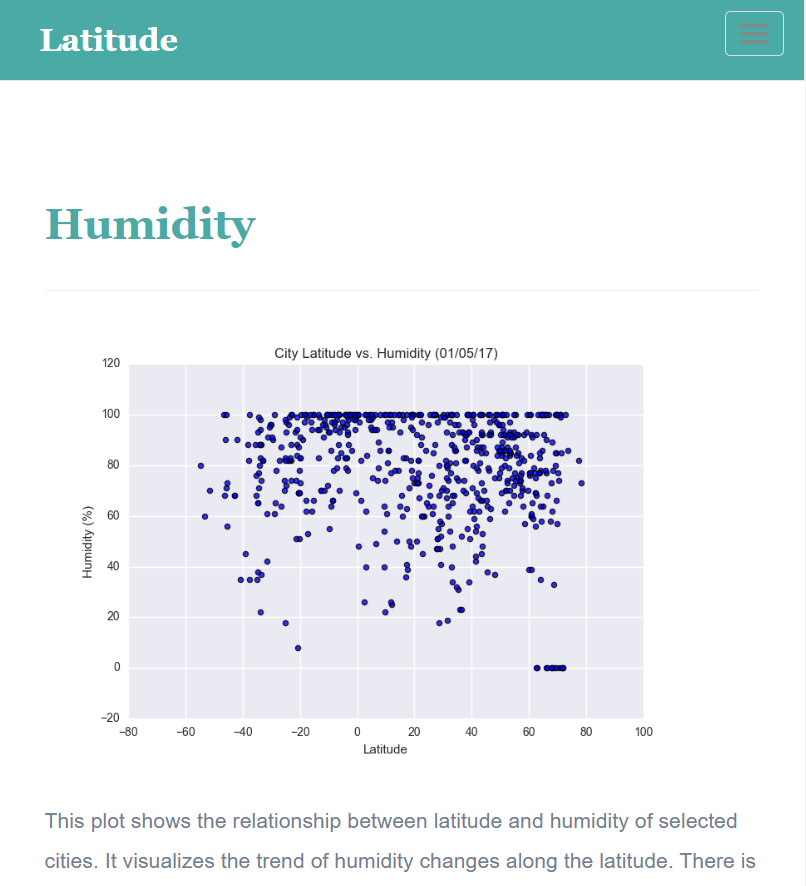 Latitude
Humidity
City Latitude vs. Humidity (01/05/17)
120
100
80
60
40
20
0
−20
Humidity (%)
−80 −60 −40 −20 0 20 40 60 80 100
Latitude
This plot shows the relationship between latitude and humidity of selected
cities. It visualizes the trend of humidity changes along the latitude. There is